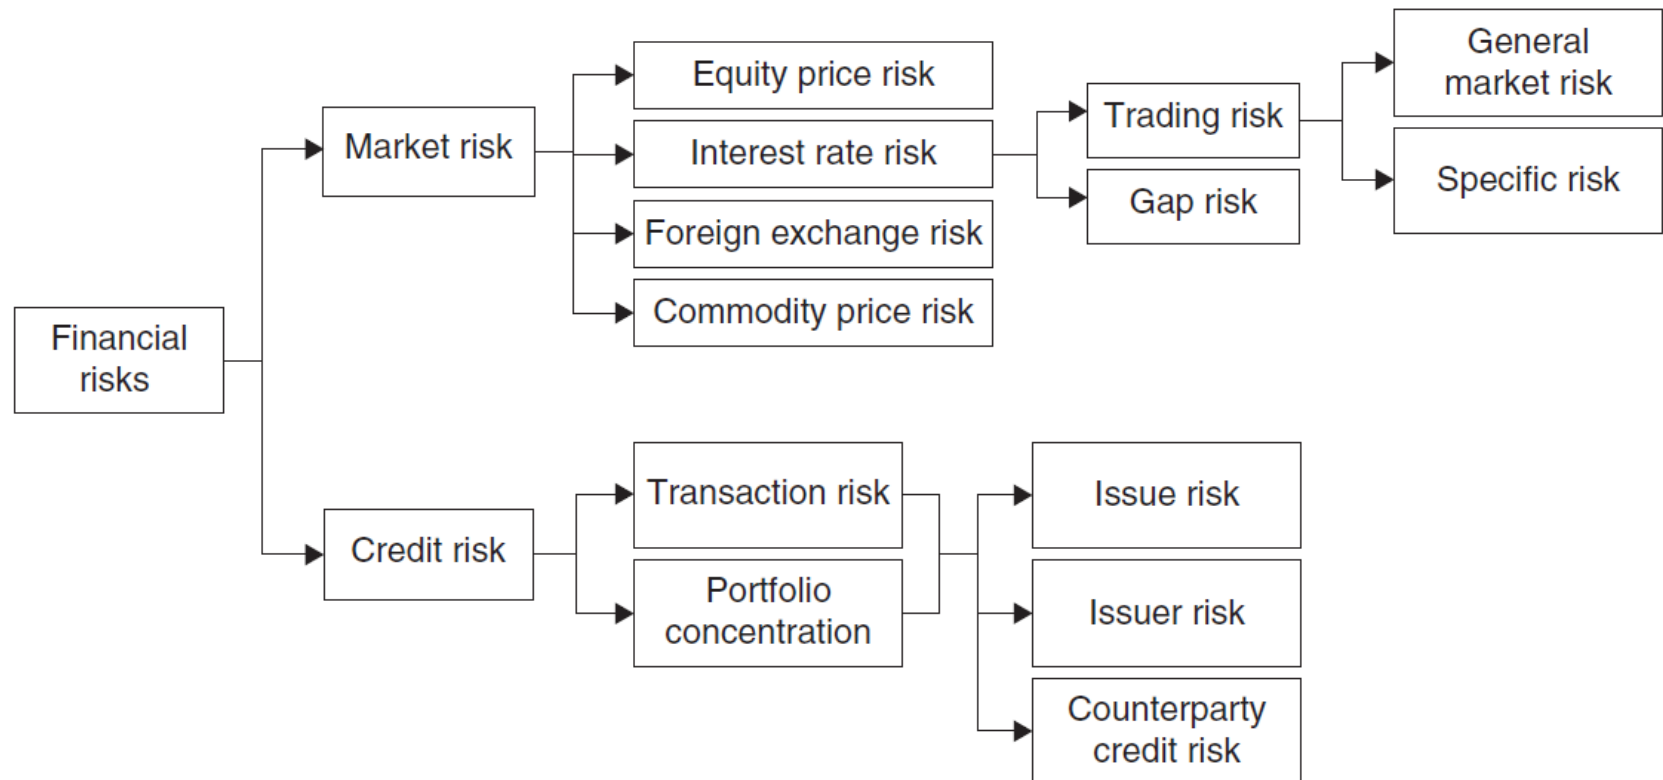 Financial
risks
Market risk
Equity price risk
Interest rate risk
Foreign exchange risk
Commodity price risk
Trading risk
Gap risk
General
market risk
Specific risk
Credit risk
Transaction risk
Portfolio
concentration
Issue risk
Issuer risk
Counterparty
credit risk